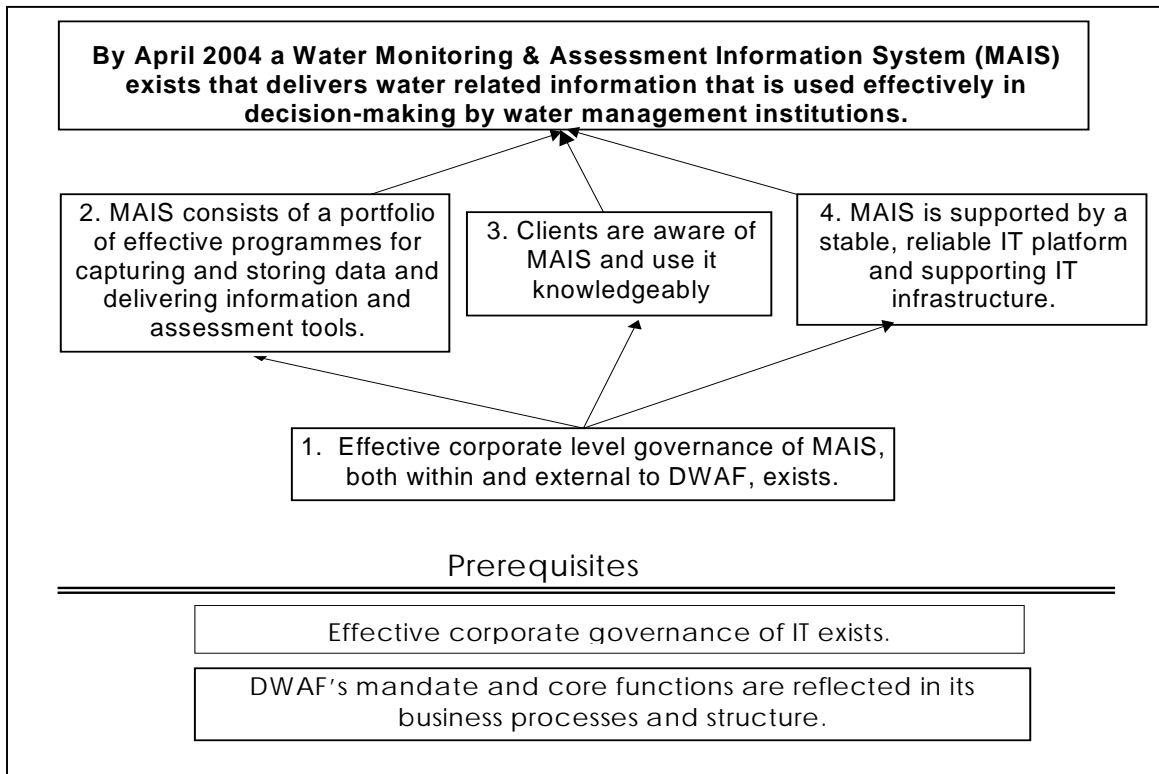 By April 2004 a Water Monitoring & Assessment Information System (MAIS)
exists that delivers water related information that is used effectively in
decision-making by water management institutions.
2. MAIS consists of a portfolio
of effective programmes for
capturing and storing data and
delivering information and
assessment tools.
3. Clients are aware of
MAIS and use it
knowledgeably
4. MAIS is supported by a
stable, reliable IT platform
and supporting IT
infrastructure.
1. Effective corporate level governance of MAIS,
both within and external to DWAF, exists.
Prerequisites
Effective corporate governance of IT exists.
DWAF's mandate and core functions are reflected in its
business processes and structure.